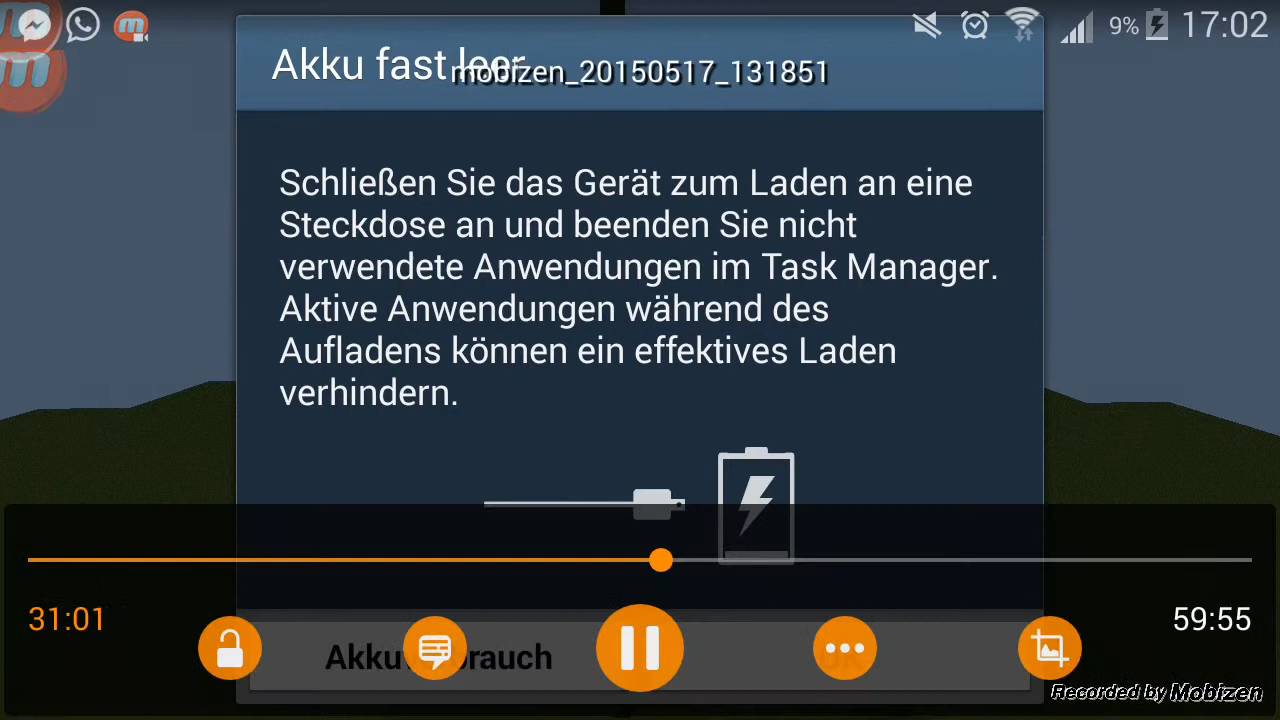 9% 17:02
Akku fast leer
mobizen_20150517_131851
Schließen Sie das Gerät zum Laden an eine
Steckdose an und beenden Sie nicht
verwendete Anwendungen im Task Manager.
Aktive Anwendungen während des
Aufladens können ein effektives Laden
verhindern.
31:01
59:55
Recorded by Mobizen